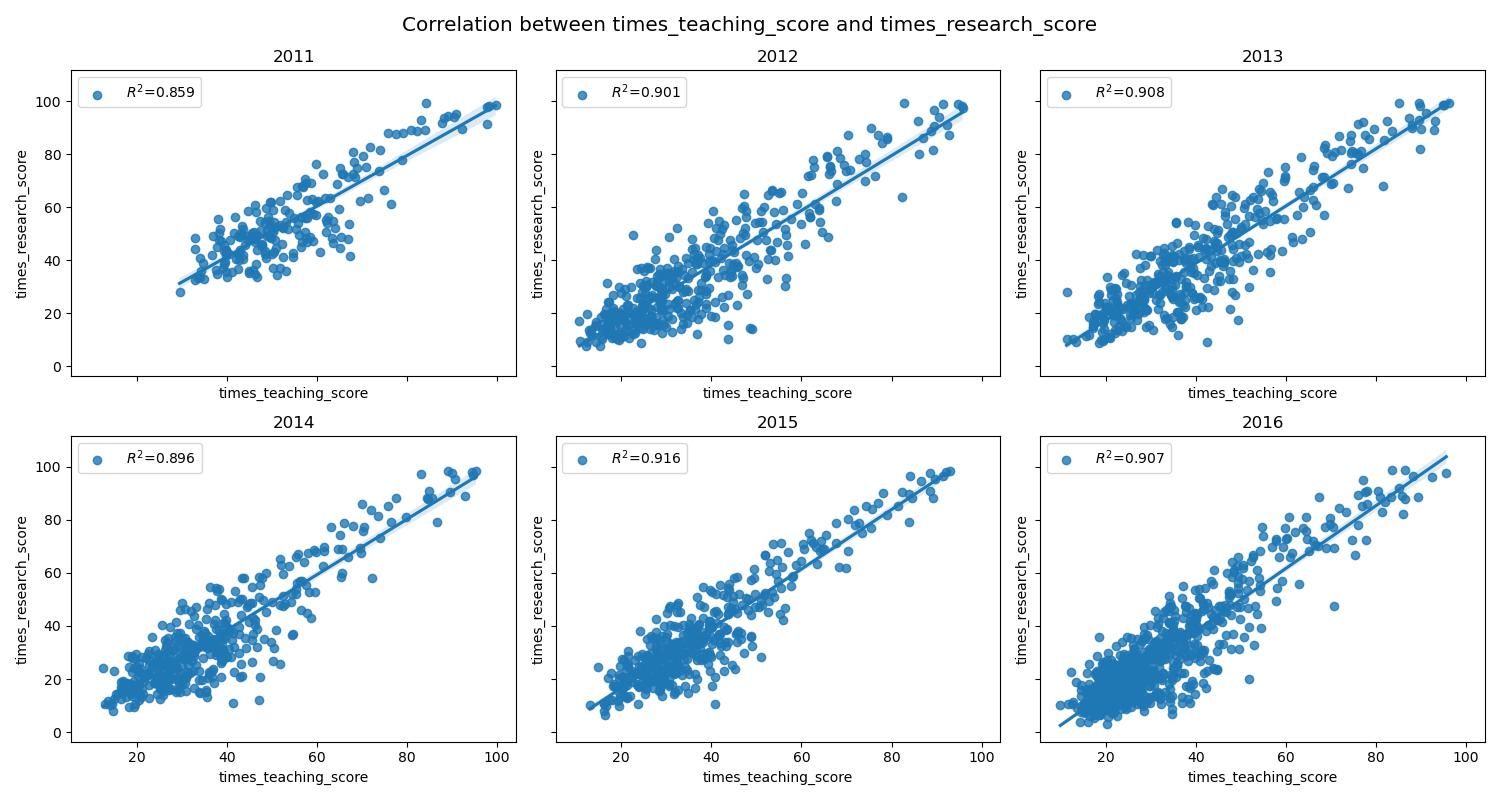 Correlation between times_teaching_score and times_research_score
2011 2012 2013
R²=0.859 R²=0.901 R²=0.908
100
80
60
40
20
0
times_research_score times_research_score times_research_score
times_teaching_score times_teaching_score times_teaching_score
2014 2015 2016
R²=0.896 R²=0.916 R²=0.907
100
80
60
40
20
0
times_research_score times_research_score times_research_score
20 40 60 80 100 20 40 60 80 100 20 40 60 80 100
times_teaching_score times_teaching_score times_teaching_score